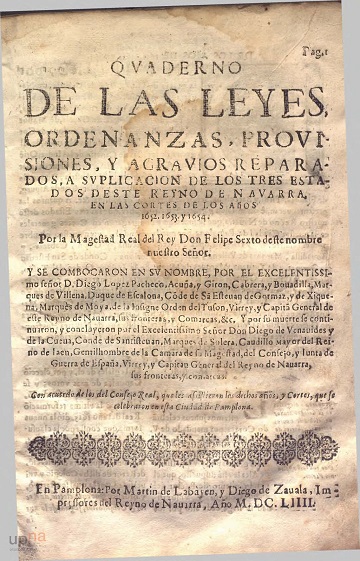 Pag.1
QVADERNO
DE LAS LEYES,
ORDENANZAS, PROVI-
SIONES, Y AGRAVIOS REPARA-
DOS, A SVPLICACION DE LOS TRES ESTA-
DOS DESTE REYNO DE NAVARRA,
EN LAS CORTES DE LOS AÑOS
1652. 1653. y 1654.
Por la Magestad Real del Rey Don Felipe Sexto deste nombre
nuestro Señor.
Y SE COMBOCARON EN SV NOMBRE, POR EL EXCELENTISSI-
mo señor D. Diego Lopez Pacheco, Acuña, y Giron, Cabrera, y Bouadilla, Mar-
ques de Villena, Duque de Escalona, Cõde de Sã Esteuan de Gormaz, y de Xique-
na, Marques de Moya, de la Insigne Orden del Tuson, Virrey, y Capitã General de
este Reyno de Nauarra, sus fronteras, y Comarcas, &c. Y por su muerte se conti-
nuaron, y concluyeron por el Excelentissimo Señor Don Diego de Venauides y
de la Cueua, Conde de Santisteuan, Marques de Solera, Caudillo Mayor del Rey-
no de Iaen, Gentilhombre de la Camara de su Magestad, del Consejo, y Iunta de
Guerra de España, Virrey, y Capitan General del Reyno de Nauarra,
sus fronteras, y comarcas.
Con acuerdo de los del Consejo Real, que les assistieron los dichos años, y Cortes, que se
celebraron en esta Ciudad de Pamplona.
En Pamplona: Por Martin de Labàyen, y Diego de Zauala, Im-
pressores del Reyno de Nauarra, Año M. DC. LIIII.
upna